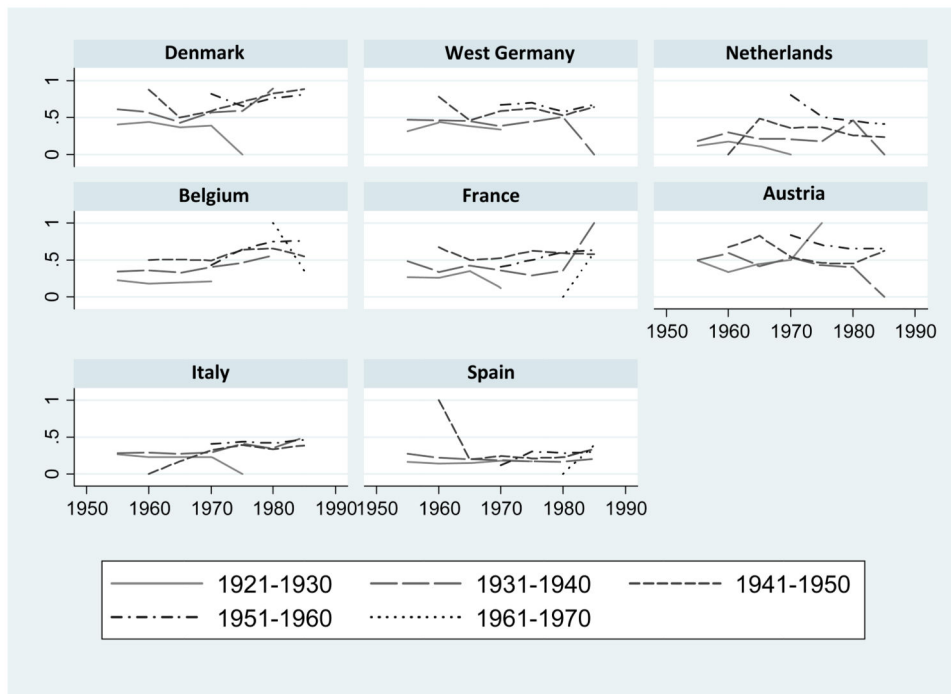 Denmark West Germany Netherlands
1
.5
0
Belgium France Austria
1
.5
0
1950 1960 1970 1980 1990
Italy Spain
1
.5
0
1950 1960 1970 1980 1990 1950 1960 1970 1980 1990
1921-1930 1931-1940 1941-1950
1951-1960 1961-1970